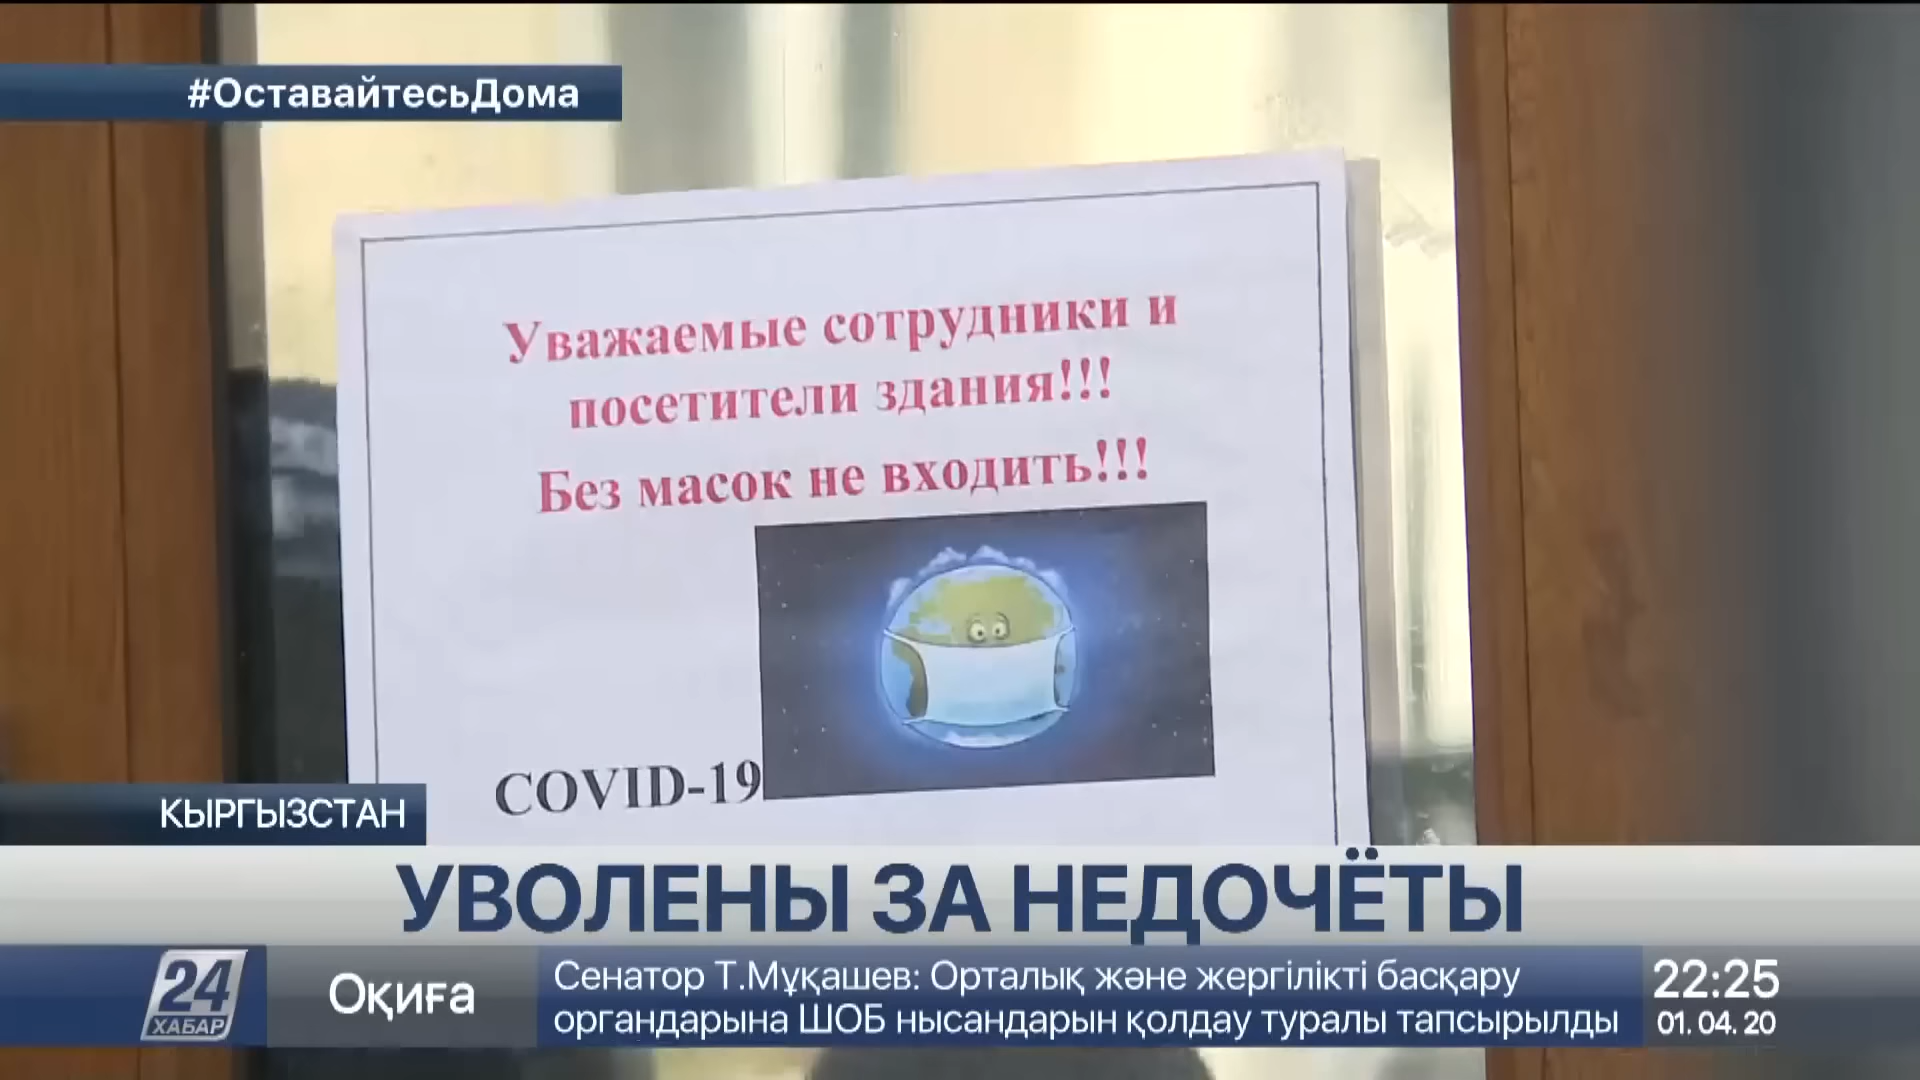 #ОставайтесьДома
Уважаемые сотрудники и
посетители здания!!!
Без масок не входить!!!
COVID-19
КЫРГЫЗСТАН
УВОЛЕНЫ ЗА НЕДОЧЁТЫ
24
ХАБАР
Оқиға
Сенатор Т.Мұқашев: Орталық және жергілікті басқару
органдарына ШОБ нысандарын қолдау туралы тапсырылды
22:25
01. 04. 20